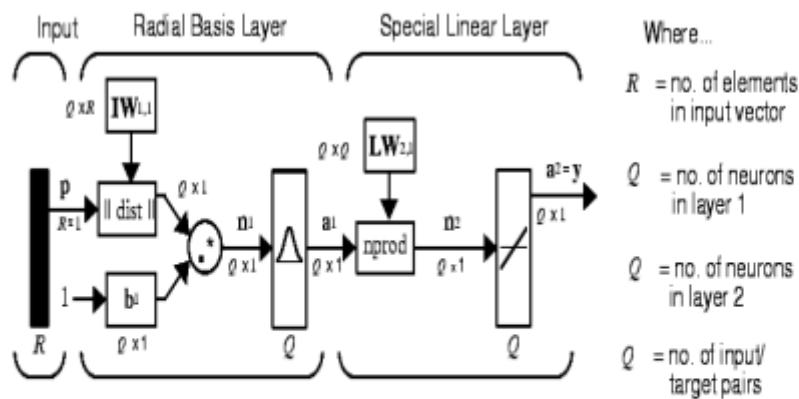 Input
Radial Basis Layer
Special Linear Layer
Where...
Q x R
IW1,1
p
R x 1
|| dist ||
Q x 1
1
b1
Q x 1
.*
n1
Q x 1
a1
Q x 1
R
Q
Q x Q
LW2,1
nprod
n2
Q x 1
a2 = y
Q x 1
Q
R = no. of elements
in input vector
Q = no. of neurons
in layer 1
Q = no. of neurons
in layer 2
Q = no. of input/
target pairs